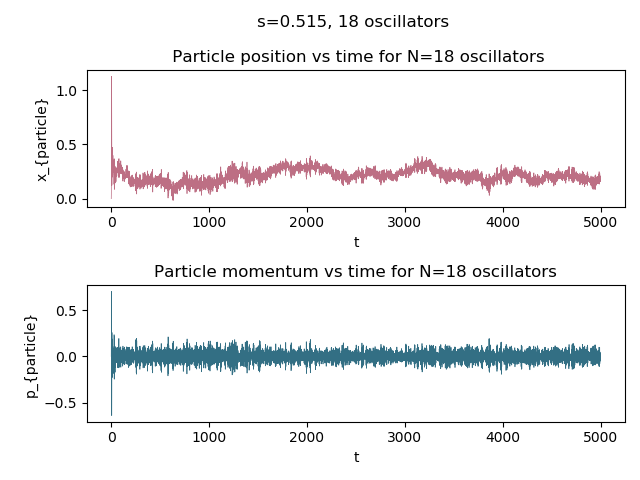 s=0.515, 18 oscillators
Particle position vs time for N=18 oscillators
1.0
0.5
0.0
x_{particle}
0 1000 2000 3000 4000 5000
t
Particle momentum vs time for N=18 oscillators
0.5
0.0
−0.5
p_{particle}
0 1000 2000 3000 4000 5000
t